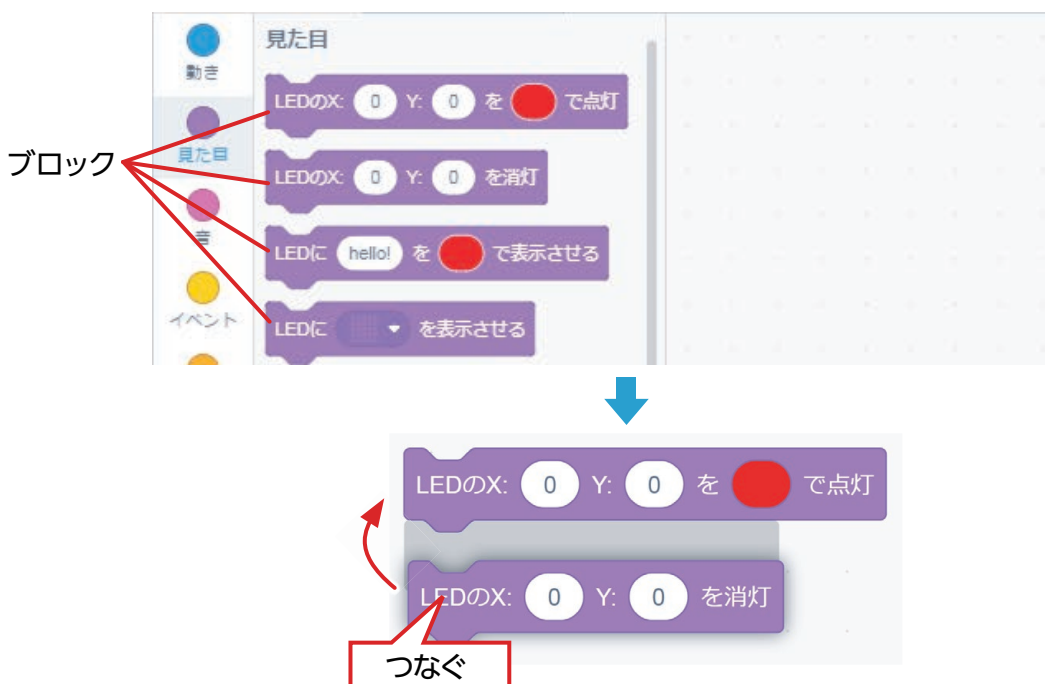 見た目
動き
LEDのX: 0 Y: 0 を で点灯
ブロック
見た目
LEDのX: 0 Y: 0 を消灯
音
LEDに hello! を で表示させる
イベント
LEDに を表示させる
LEDのX: 0 Y: 0 を で点灯
LEDのX: 0 Y: 0 を消灯
つなぐ